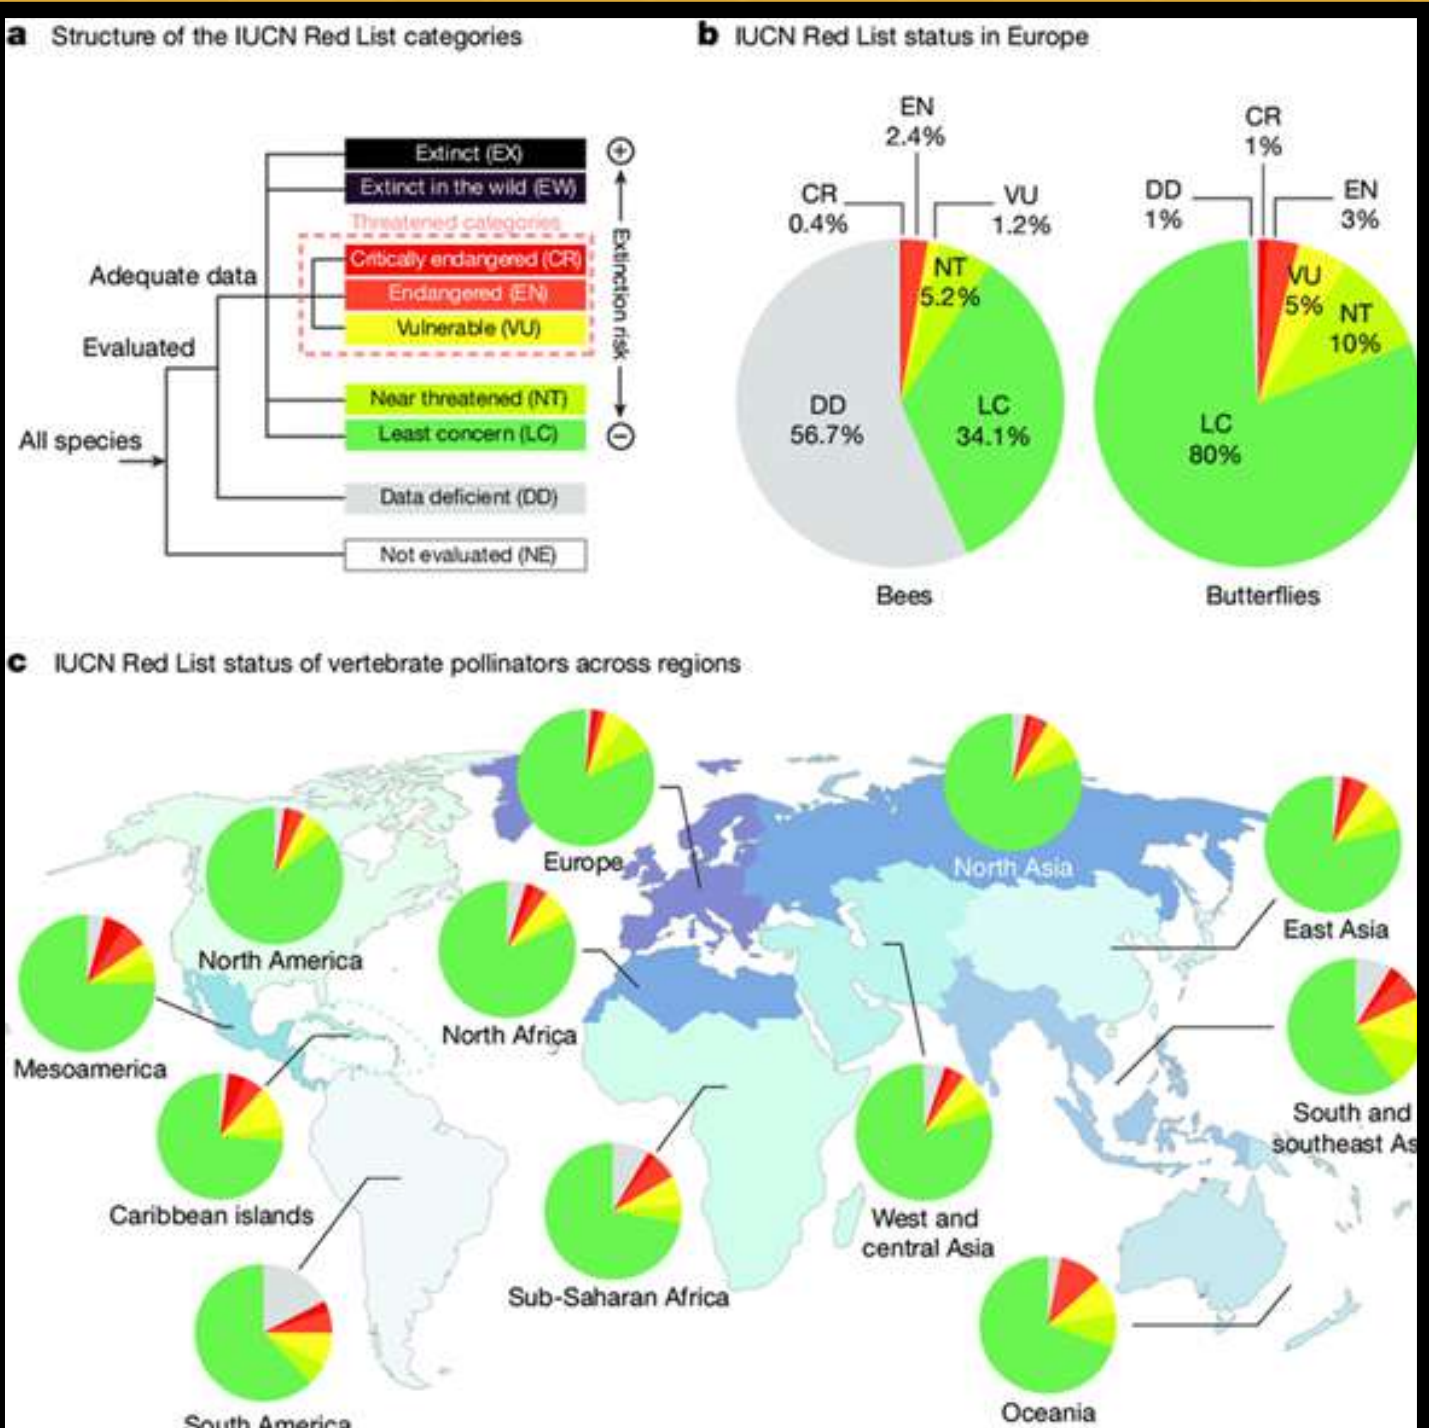 a Structure of the IUCN Red List categories
Extinct (EX)
Extinct in the wild (EW)
Threatened categories
Critically endangered (CR)
Endangered (EN)
Vulnerable (VU)
Near threatened (NT)
Least concern (LC)
Data deficient (DD)
Not evaluated (NE)
Adequate data
Evaluated
All species
+
Extinction risk
−
b IUCN Red List status in Europe
EN
2.4%
CR
0.4%
VU
1.2%
NT
5.2%
DD
56.7%
LC
34.1%
Bees
CR
1%
DD
1%
EN
3%
VU
5%
NT
10%
LC
80%
Butterflies
c IUCN Red List status of vertebrate pollinators across regions
Europe
North Asia
East Asia
North America
North Africa
Mesoamerica
South and
southeast As
Caribbean islands
West and
central Asia
Sub-Saharan Africa
Oceania
South America